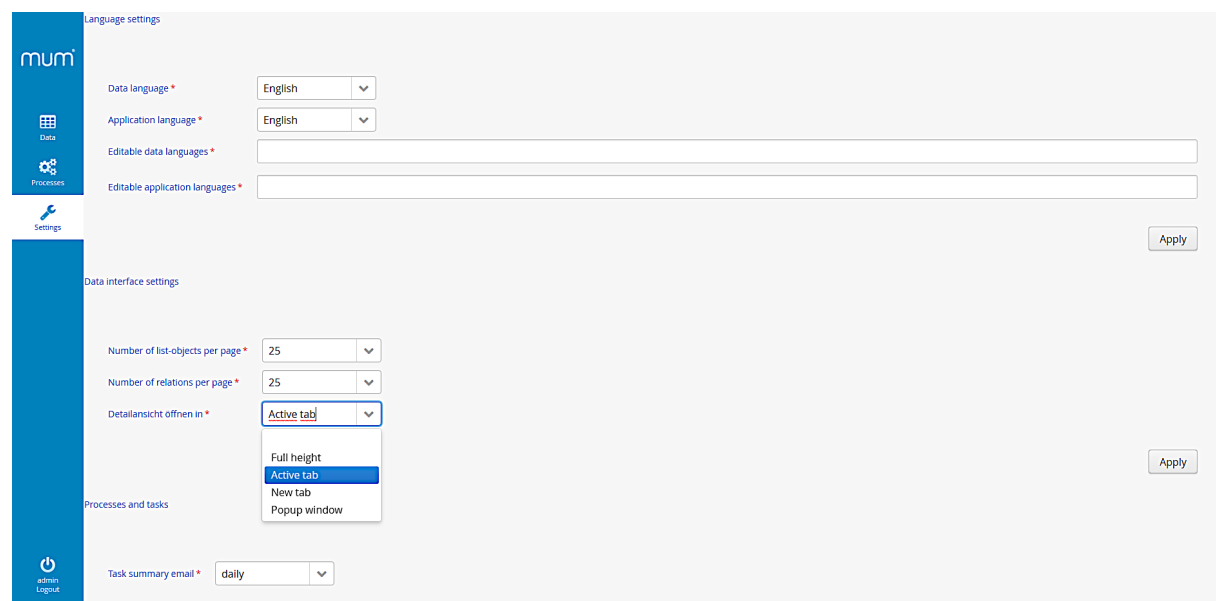 Language settings
mum
Data language *
English
Application language *
English
Data
Editable data languages *
Processes
Editable application languages *
Settings
Apply
Data interface settings
Number of list-objects per page *
25
Number of relations per page *
25
Detailansicht öffnen in *
Active tab
Full height
Active tab
New tab
Popup window
Apply
Processes and tasks
Task summary email *
daily
admin
Logout